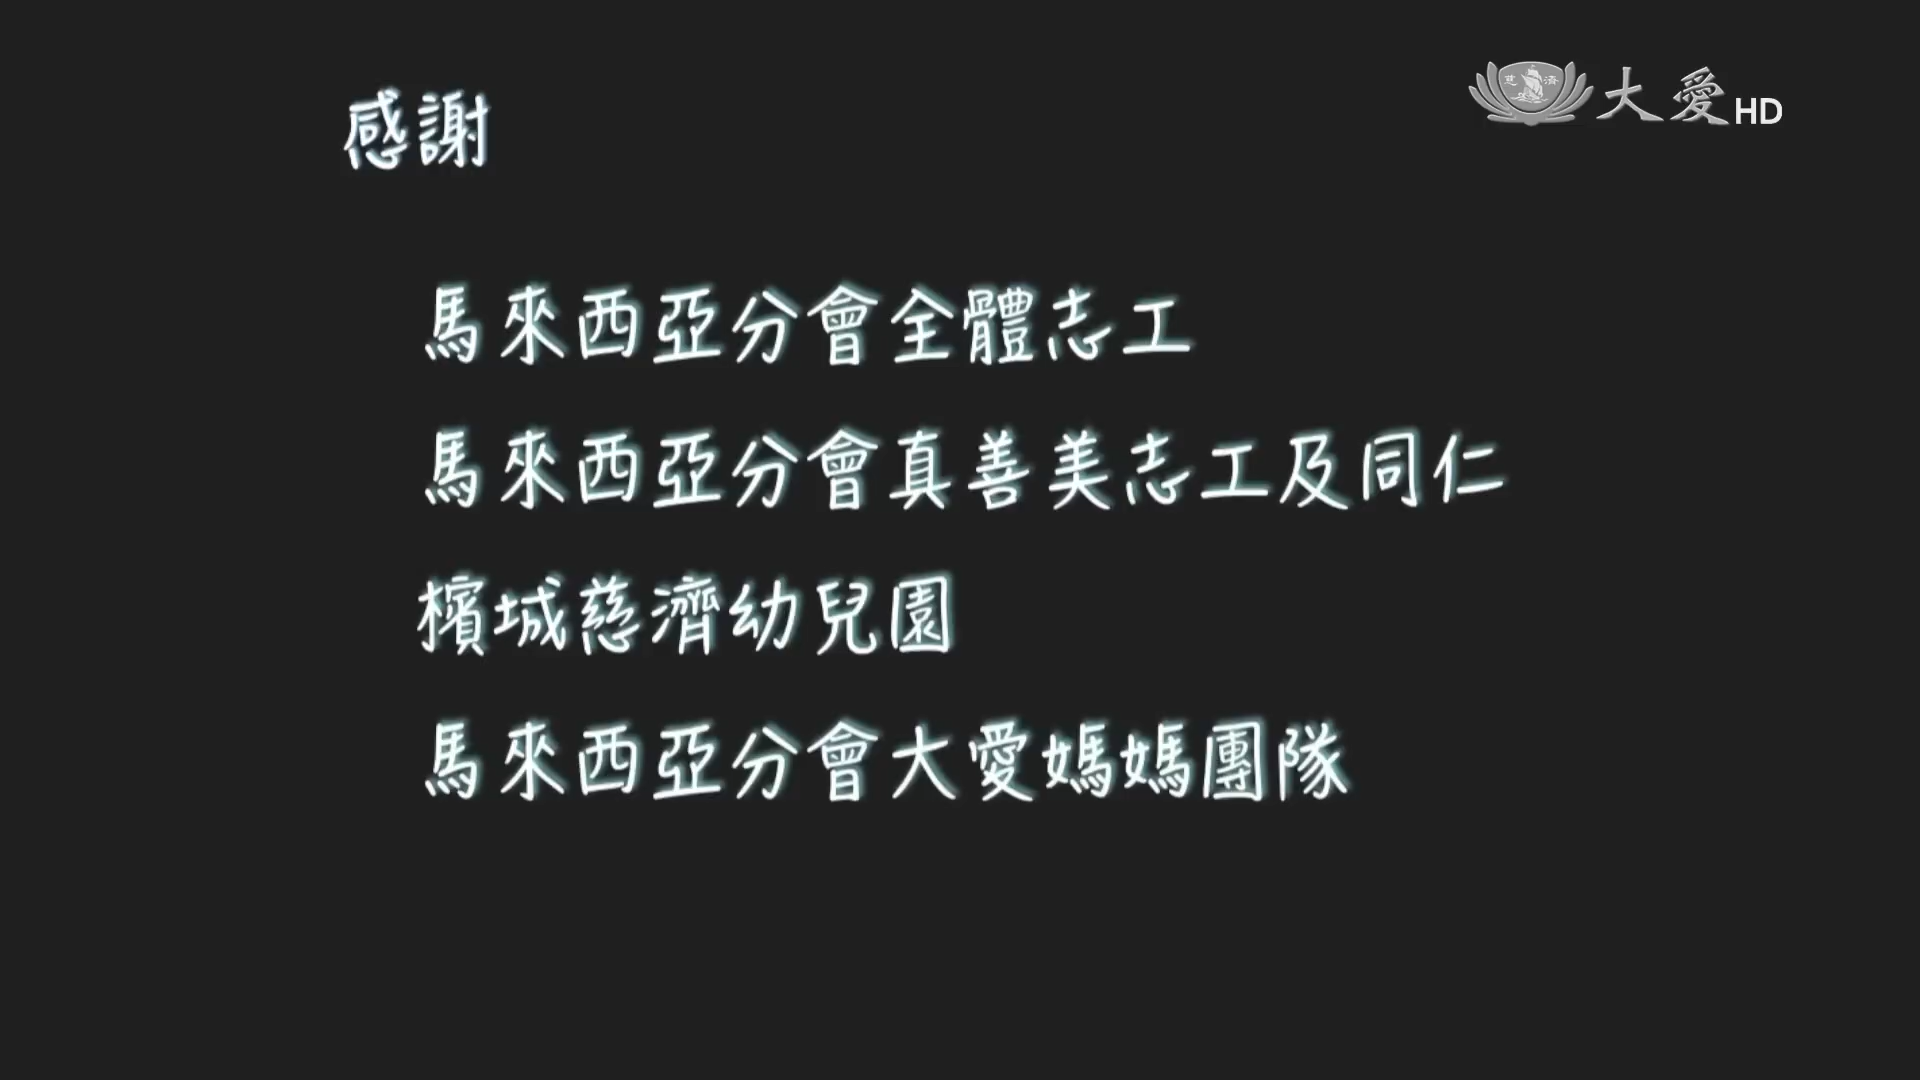 慈濟 大愛HD
感謝
馬來西亞分會全體志工
馬來西亞分會真善美志工及同仁
檳城慈濟幼兒園
馬來西亞分會大愛媽媽團隊